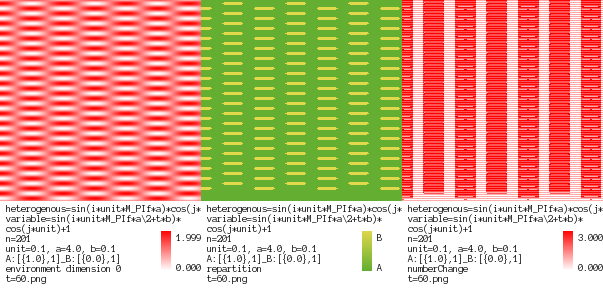 heterogenous=sin(i*unit*M_PIf*a)*cos(j*
variable=sin(i*unit*M_PIf*a\2+t*b)*
cos(j*unit)+1
n=201
unit=0.1, a=4.0, b=0.1
A:[{1.0},1]_B:[{0.0},1]
environment dimension 0
t=60.png
1.999
0.000
heterogenous=sin(i*unit*M_PIf*a)*cos(j*
variable=sin(i*unit*M_PIf*a\2+t*b)*
cos(j*unit)+1
n=201
unit=0.1, a=4.0, b=0.1
A:[{1.0},1]_B:[{0.0},1]
repartition
t=60.png
B
A
heterogenous=sin(i*unit*M_PIf*a)*cos(j*
variable=sin(i*unit*M_PIf*a\2+t*b)*
cos(j*unit)+1
n=201
unit=0.1, a=4.0, b=0.1
A:[{1.0},1]_B:[{0.0},1]
numberChange
t=60.png
3.000
0.000